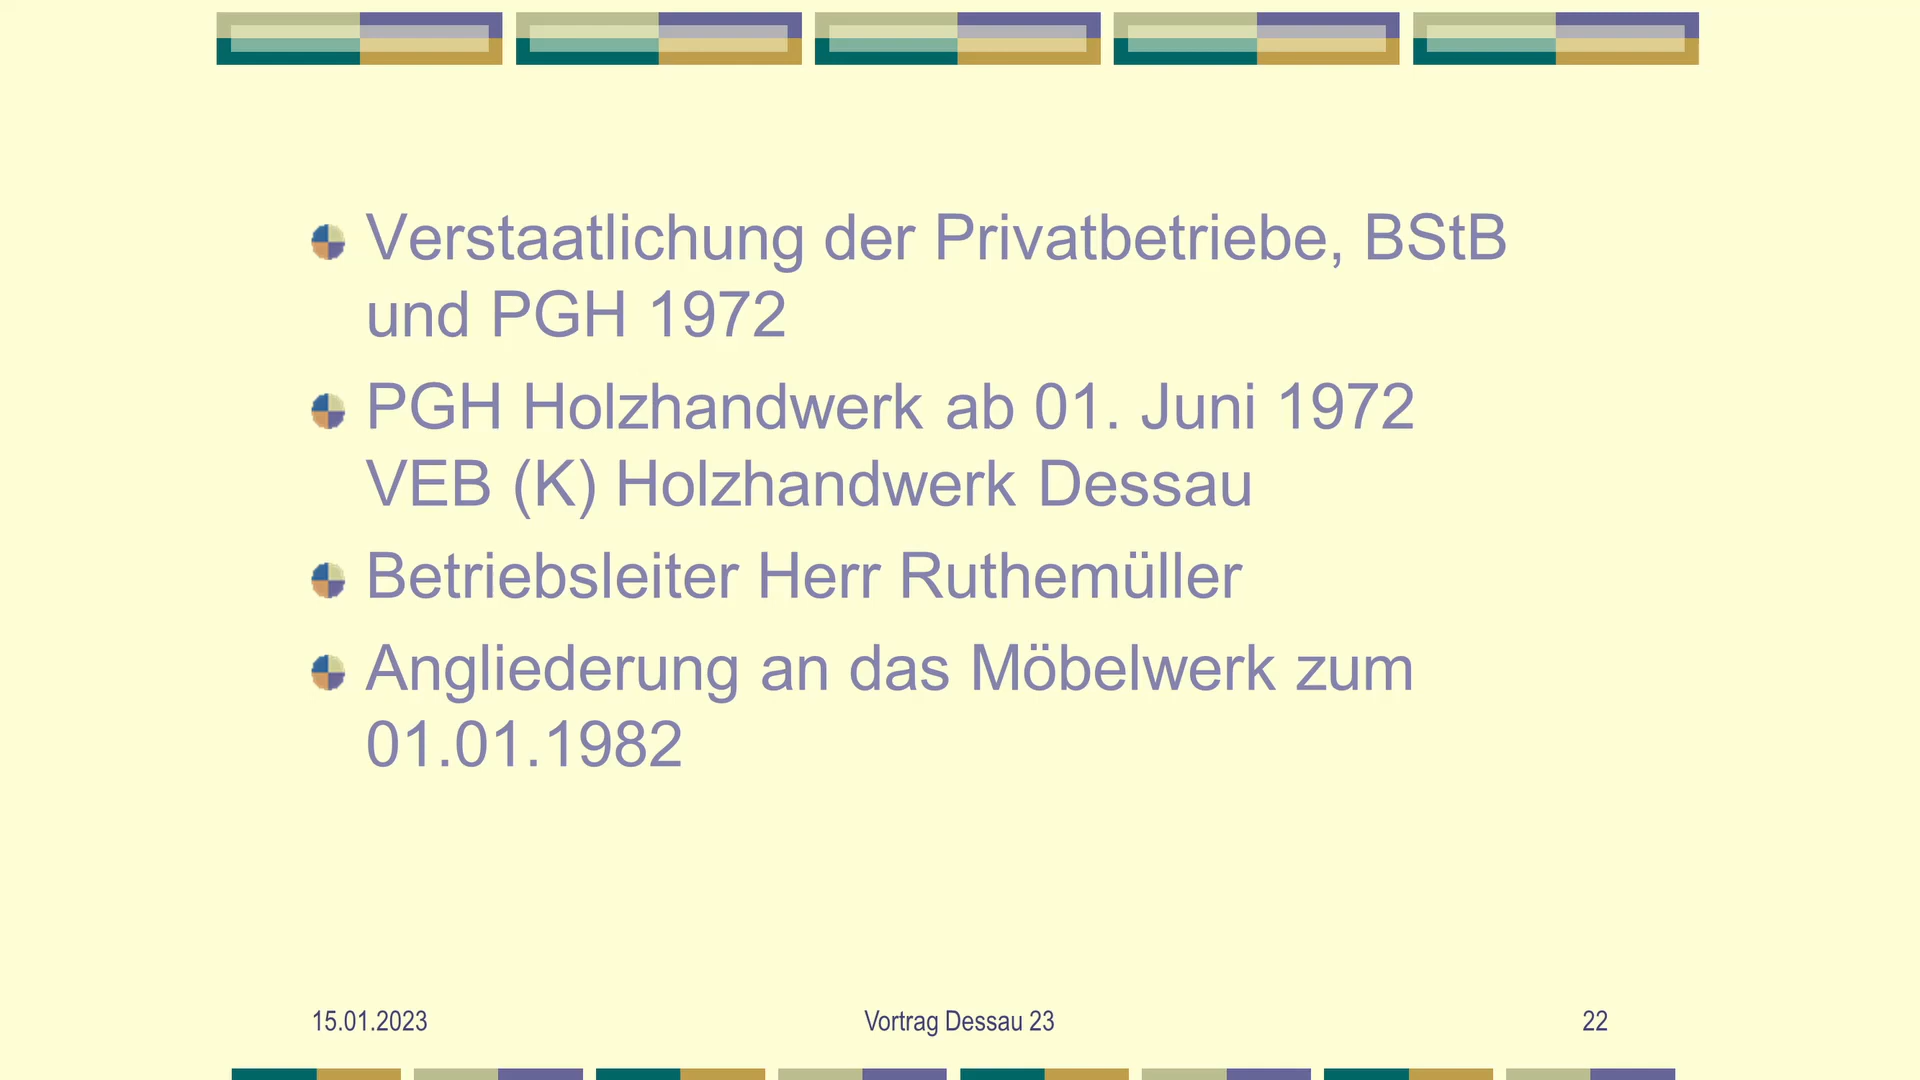 Verstaatlichung der Privatbetriebe, BStB
und PGH 1972
PGH Holzhandwerk ab 01. Juni 1972
VEB (K) Holzhandwerk Dessau
Betriebsleiter Herr Ruthemüller
Angliederung an das Möbelwerk zum
01.01.1982
15.01.2023
Vortrag Dessau 23
22